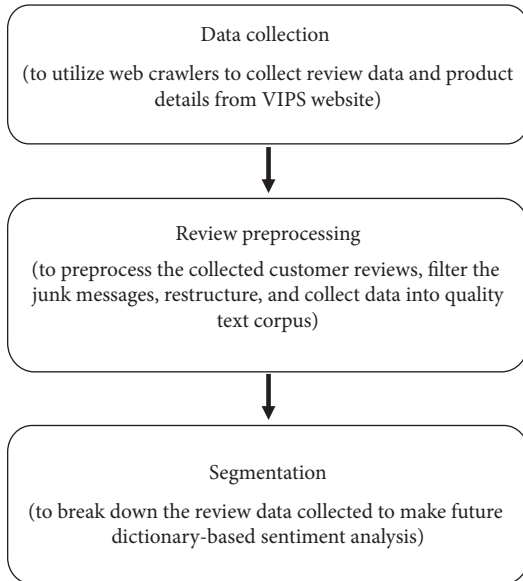 Data collection
(to utilize web crawlers to collect review data and product
details from VIPS website)
Review preprocessing
(to preprocess the collected customer reviews, filter the
junk messages, restructure, and collect data into quality
text corpus)
Segmentation
(to break down the review data collected to make future
dictionary-based sentiment analysis)